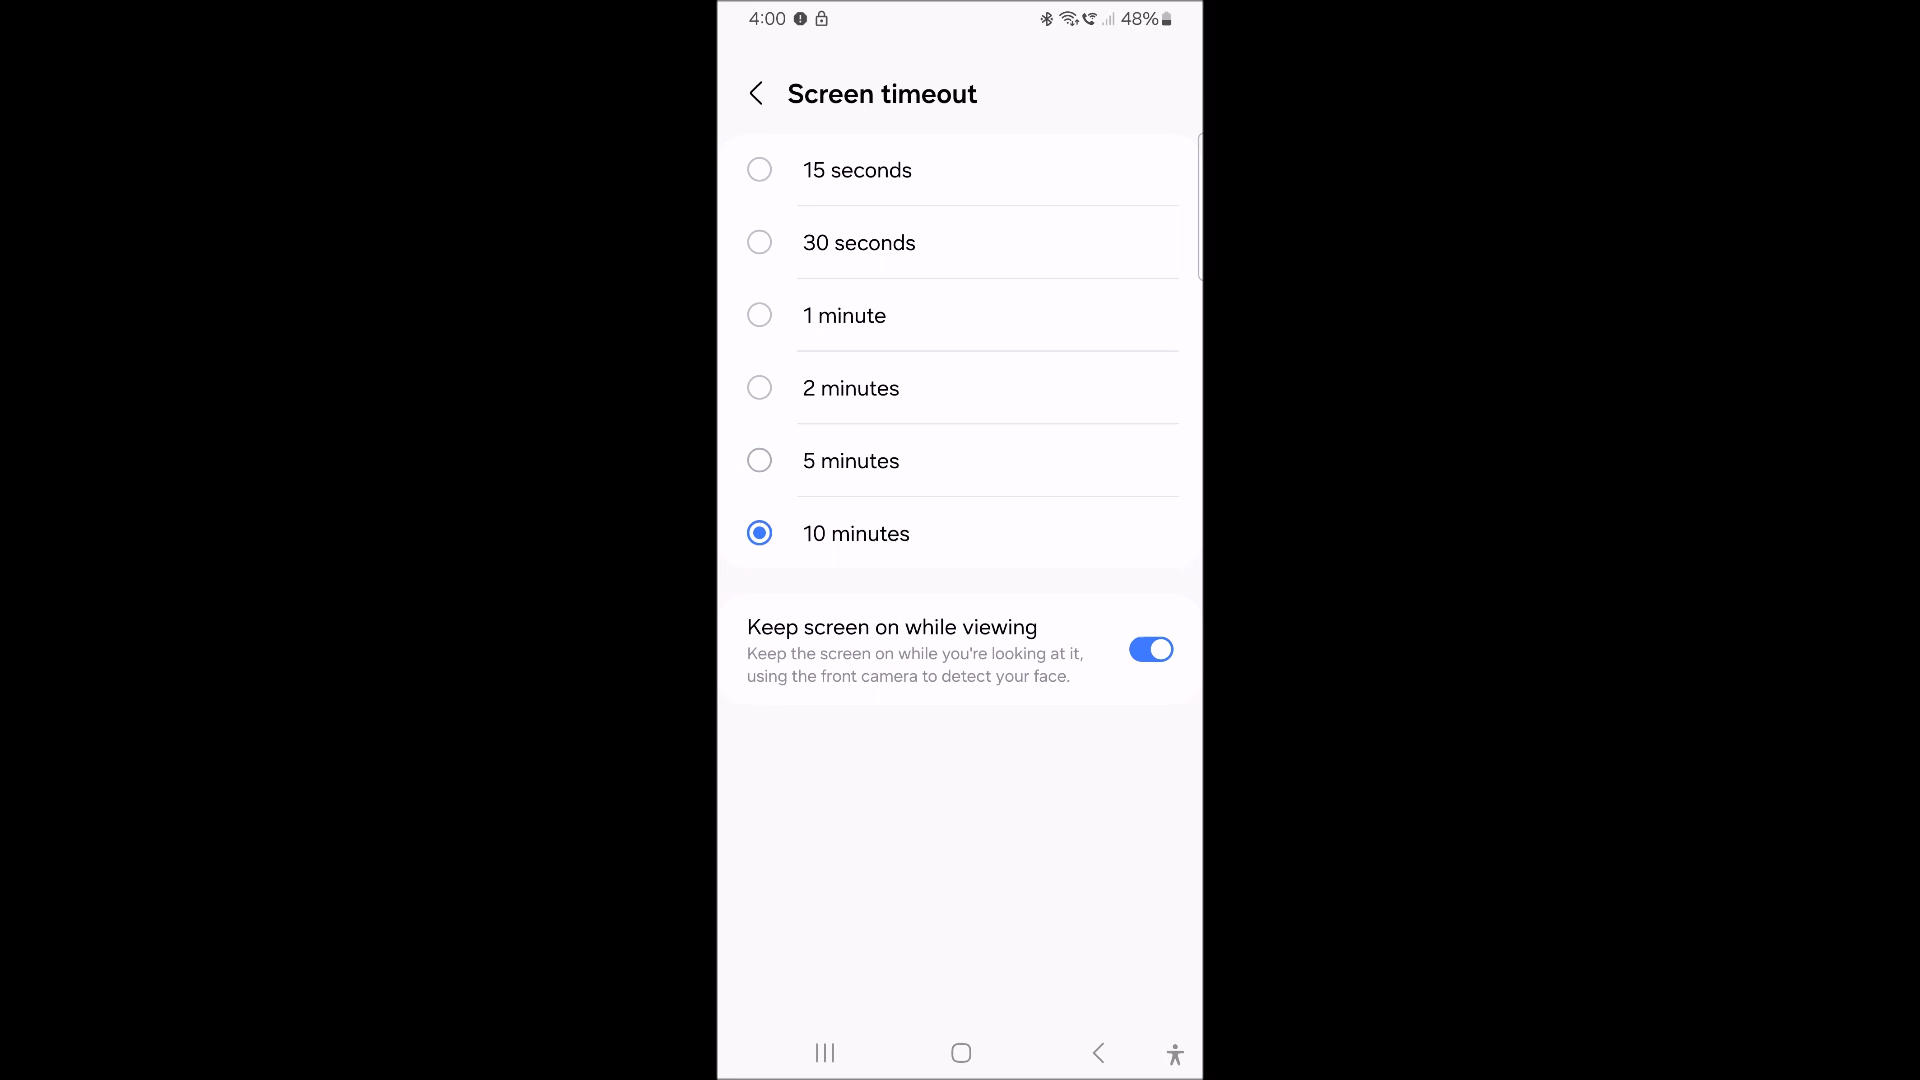 4:00 48%
Screen timeout
15 seconds
30 seconds
1 minute
2 minutes
5 minutes
10 minutes
Keep screen on while viewing
Keep the screen on while you're looking at it,
using the front camera to detect your face.